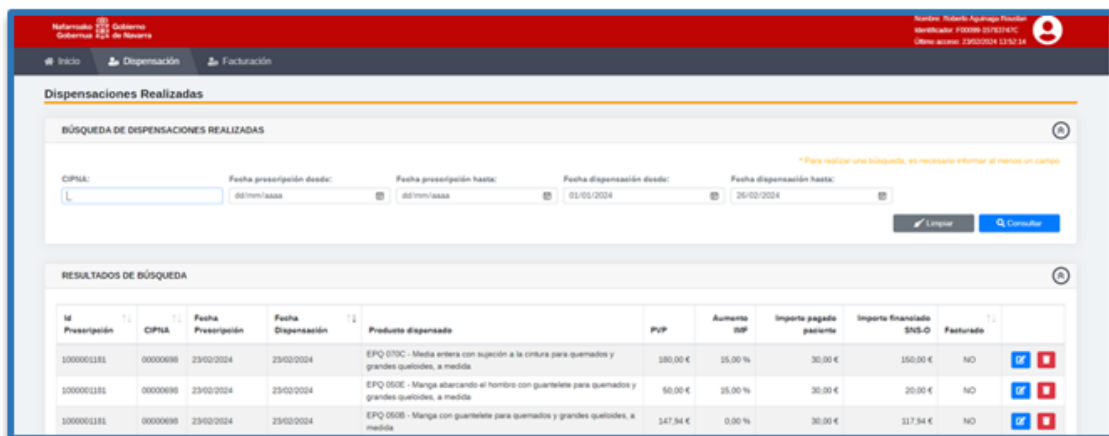 Nafarroako Gobernua Gobierno de Navarra
Nombre: Roberto Aguinaga Roustan
Identificador: F00099-15783747C
Último acceso: 23/02/2024 13:52:14
Inicio Dispensación Facturación
Dispensaciones Realizadas
BÚSQUEDA DE DISPENSACIONES REALIZADAS
* Para realizar una búsqueda, es necesario informar al menos un campo
CIPNA: Fecha prescripción desde: Fecha prescripción hasta: Fecha dispensación desde: Fecha dispensación hasta:
dd/mm/aaaa dd/mm/aaaa 01/01/2024 26/02/2024
Limpiar Consultar
RESULTADOS DE BÚSQUEDA
Id Prescripción CIPNA Fecha Prescripción Fecha Dispensación Producto dispensado PVP Aumento IMF Importe pagado paciente Importe financiado SNS-O Facturado
1000001181 00000698 23/02/2024 23/02/2024 EPQ 070C - Media entera con sujeción a la cintura para quemados y grandes queloides, a medida 180,00 € 15,00 % 30,00 € 150,00 € NO
1000001181 00000698 23/02/2024 23/02/2024 EPQ 050E - Manga abarcando el hombro con guantelete para quemados y grandes queloides, a medida 50,00 € 15,00 % 30,00 € 20,00 € NO
1000001181 00000698 23/02/2024 23/02/2024 EPQ 050B - Manga con guantelete para quemados y grandes queloides, a medida 147,94 € 0,00 % 30,00 € 117,94 € NO